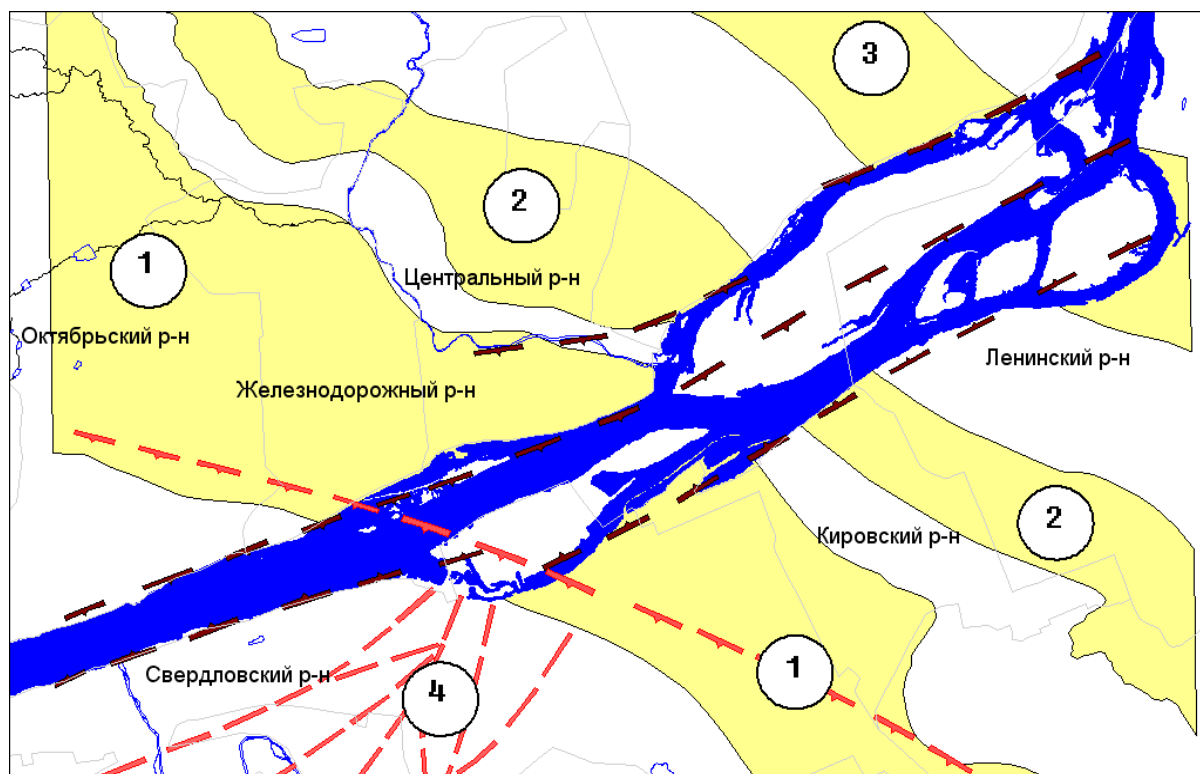 3
2
1
Центральный р-н
Октябрьский р-н
Ленинский р-н
Железнодорожный р-н
2
Кировский р-н
1
Свердловский р-н
4